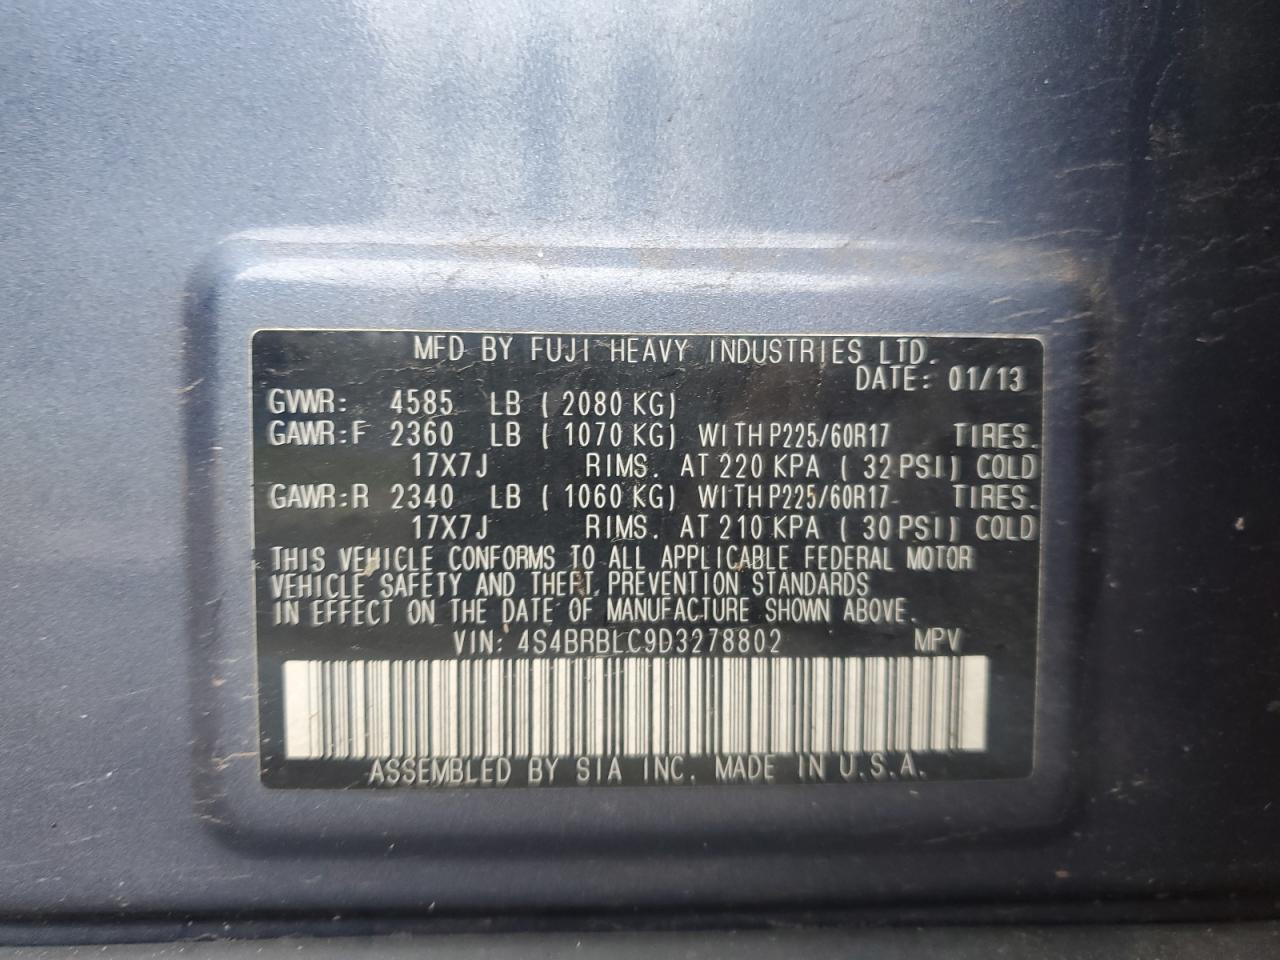 MFD BY FUJI HEAVY INDUSTRIES LTD.
DATE: 01/13
GVWR: 4585 LB ( 2080 KG)
GAWR:F 2360 LB ( 1070 KG) WITH P225/60R17 TIRES.
17X7J RIMS. AT 220 KPA ( 32 PSI) COLD
GAWR:R 2340 LB ( 1060 KG) WITH P225/60R17 TIRES.
17X7J RIMS. AT 210 KPA ( 30 PSI) COLD
THIS VEHICLE CONFORMS TO ALL APPLICABLE FEDERAL MOTOR
VEHICLE SAFETY AND THEFT PREVENTION STANDARDS
IN EFFECT ON THE DATE OF MANUFACTURE SHOWN ABOVE.
VIN: 4S4BRBLC9D3278802 MPV
ASSEMBLED BY SIA INC. MADE IN U.S.A.